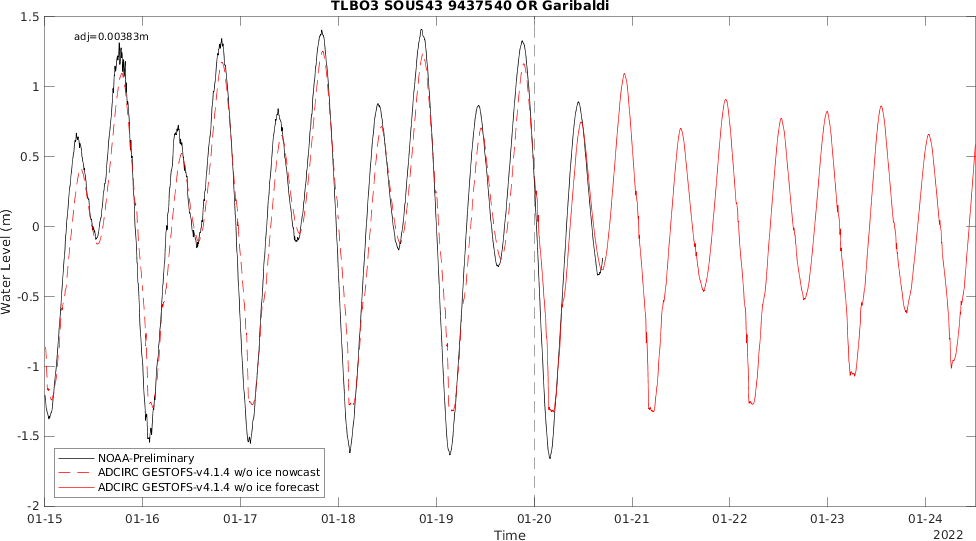 TLBO3 SOUS43 9437540 OR Garibaldi
adj=0.00383m
Water Level (m)
1.5
1
0.5
0
-0.5
-1
-1.5
-2
NOAA-Preliminary
ADCIRC GESTOFS-v4.1.4 w/o ice nowcast
ADCIRC GESTOFS-v4.1.4 w/o ice forecast
01-15 01-16 01-17 01-18 01-19 01-20 01-21 01-22 01-23 01-24
Time
2022